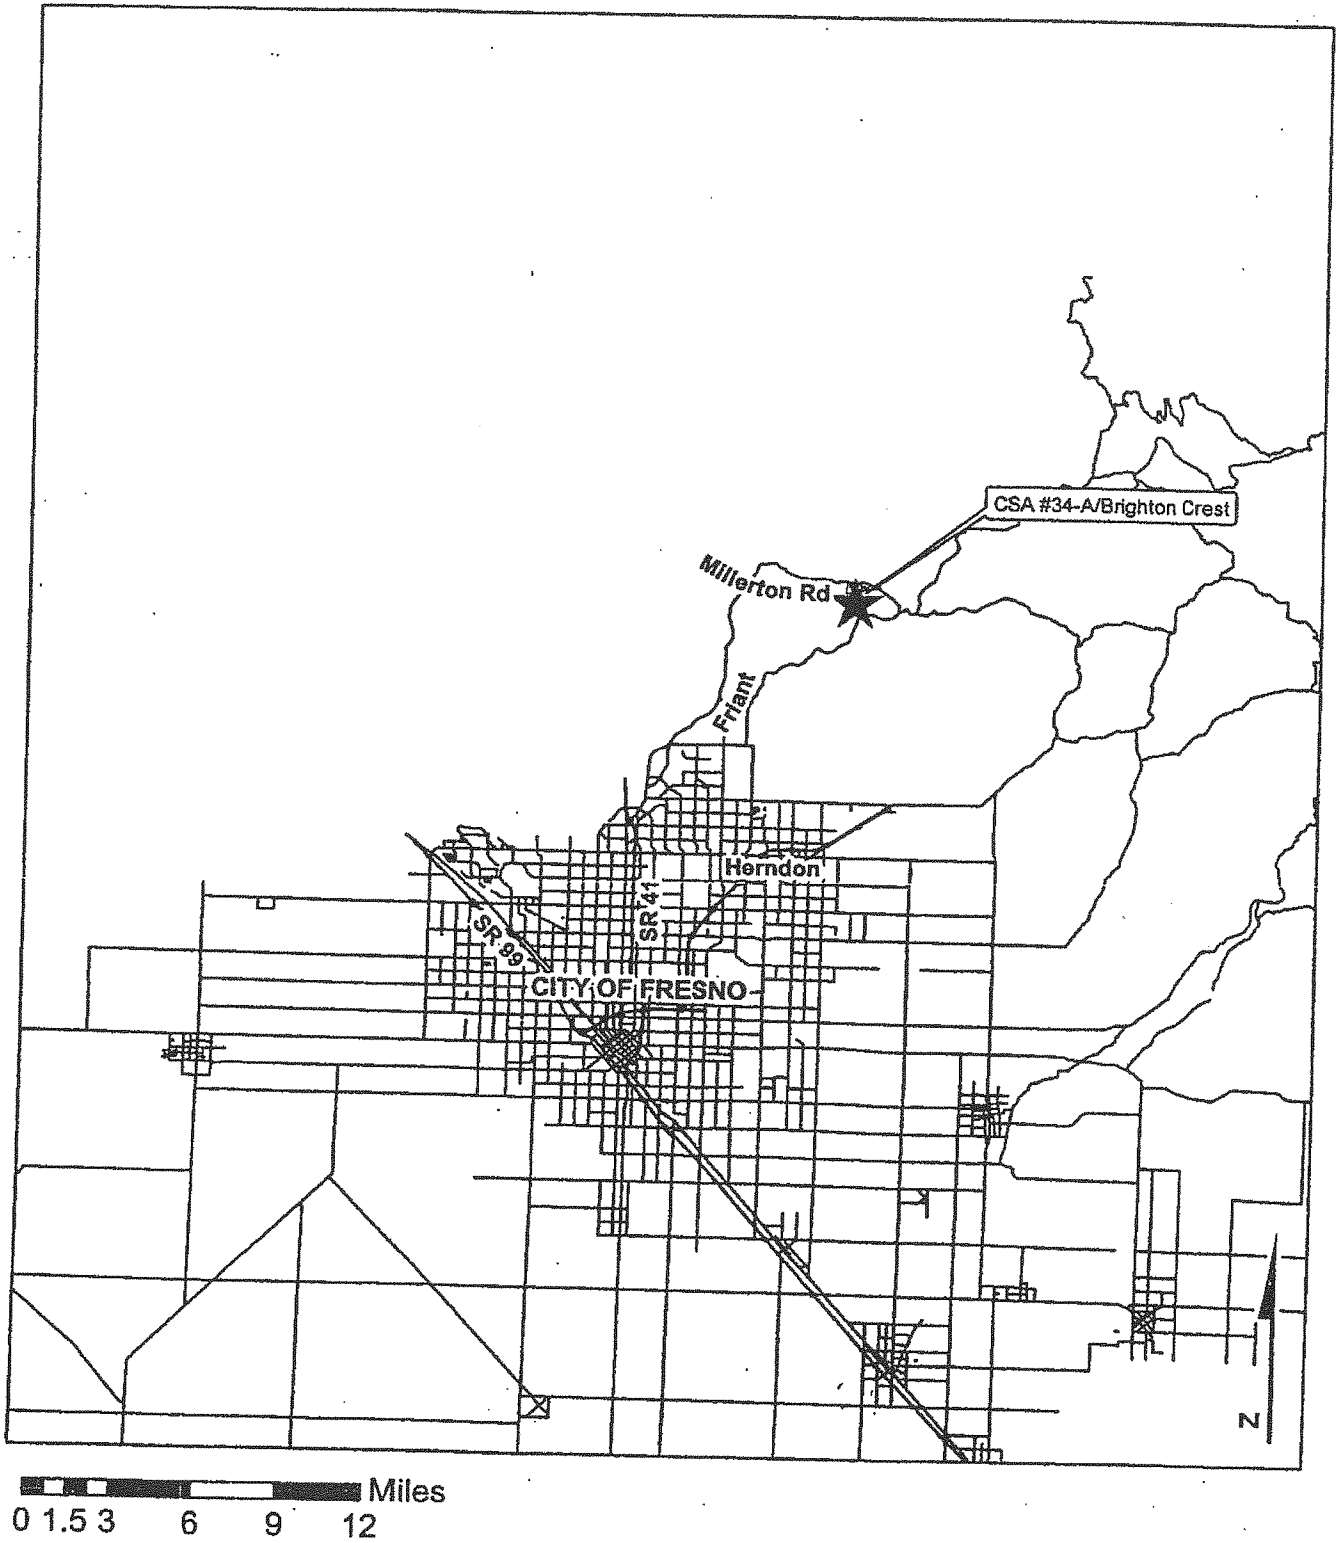 CSA #34-A/Brighton Crest
Millerton Rd
Friant
Herndon
SR 41
SR 99
CITY OF FRESNO
N
Miles
0 1.5 3 6 9 12